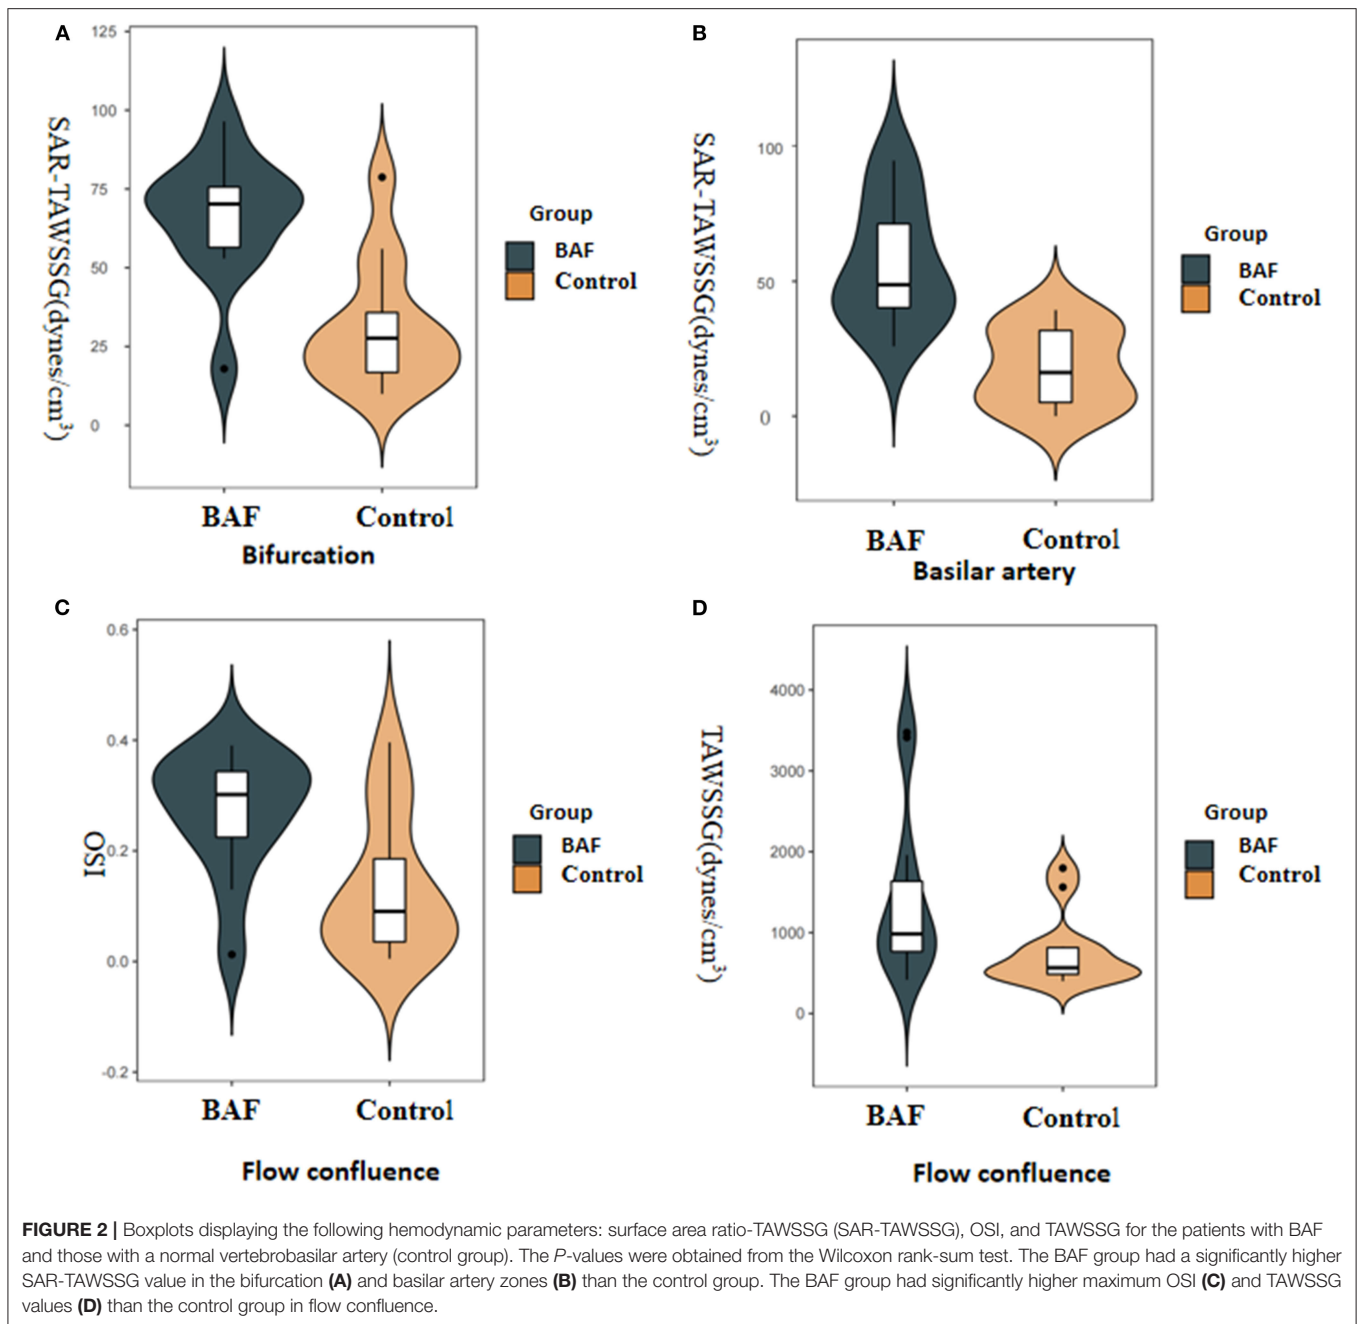 A
125
100
75
50
25
0
SAR-TAWSSG(dynes/cm³)
BAF
Control
Bifurcation
Group
BAF
Control
B
100
50
0
SAR-TAWSSG(dynes/cm³)
BAF
Control
Basilar artery
Group
BAF
Control
C
0.6
0.4
0.2
0.0
-0.2
OSI
BAF
Control
Flow confluence
Group
BAF
Control
D
4000
3000
2000
1000
0
TAWSSG(dynes/cm³)
BAF
Control
Flow confluence
Group
BAF
Control
FIGURE 2 | Boxplots displaying the following hemodynamic parameters: surface area ratio-TAWSSG (SAR-TAWSSG), OSI, and TAWSSG for the patients with BAF
and those with a normal vertebrobasilar artery (control group). The P-values were obtained from the Wilcoxon rank-sum test. The BAF group had a significantly higher
SAR-TAWSSG value in the bifurcation (A) and basilar artery zones (B) than the control group. The BAF group had significantly higher maximum OSI (C) and TAWSSG
values (D) than the control group in flow confluence.